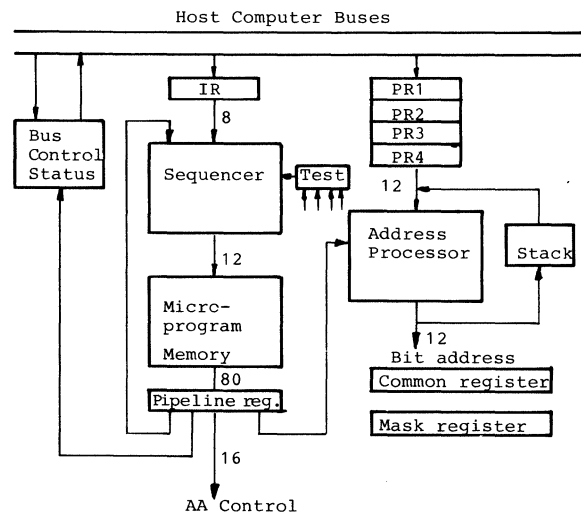 Host Computer Buses
IR
8
Bus
Control
Status
Sequencer
Test
12
Micro-
program
Memory
80
Pipeline reg.
16
AA Control
PR1
PR2
PR3
PR4
12
Address
Processor
Stack
12
Bit address
Common register
Mask register